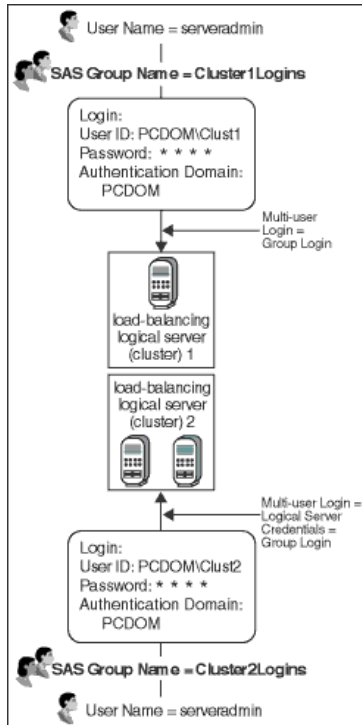 User Name = serveradmin
SAS Group Name = Cluster1Logins
Login:
User ID: PCDOM\Clust1
Password: * * * *
Authentication Domain:
PCDOM
Multi-user
Login =
Group Login
load-balancing
logical server
(cluster) 1
load-balancing
logical server
(cluster) 2
Multi-user Login =
Logical Server
Credentials =
Group Login
Login:
User ID: PCDOM\Clust2
Password: * * * *
Authentication Domain:
PCDOM
SAS Group Name = Cluster2Logins
User Name = serveradmin